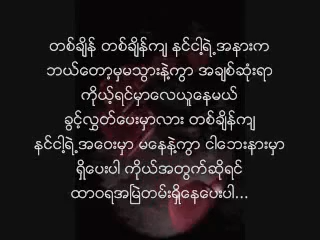 တစ်ချိန် တစ်ချိန်ကျ နင်ငါ့ရဲ့အနားက
ဘယ်တော့မှမသွားနဲ့ကွာ အချစ်ဆုံးရာ
ကိုယ့်ရင်မှာလေယူနေမယ်
ခွင့်လွှတ်ပေးမှာလား တစ်ချိန်ကျ
နင်ငါ့ရဲ့အဝေးမှာ မနေနဲ့ကွာ ငါဘေးနားမှာ
ရှိပေးပါ ကိုယ်အတွက်ဆိုရင်
ထာဝရအမြဲတမ်းရှိနေပေးပါ...